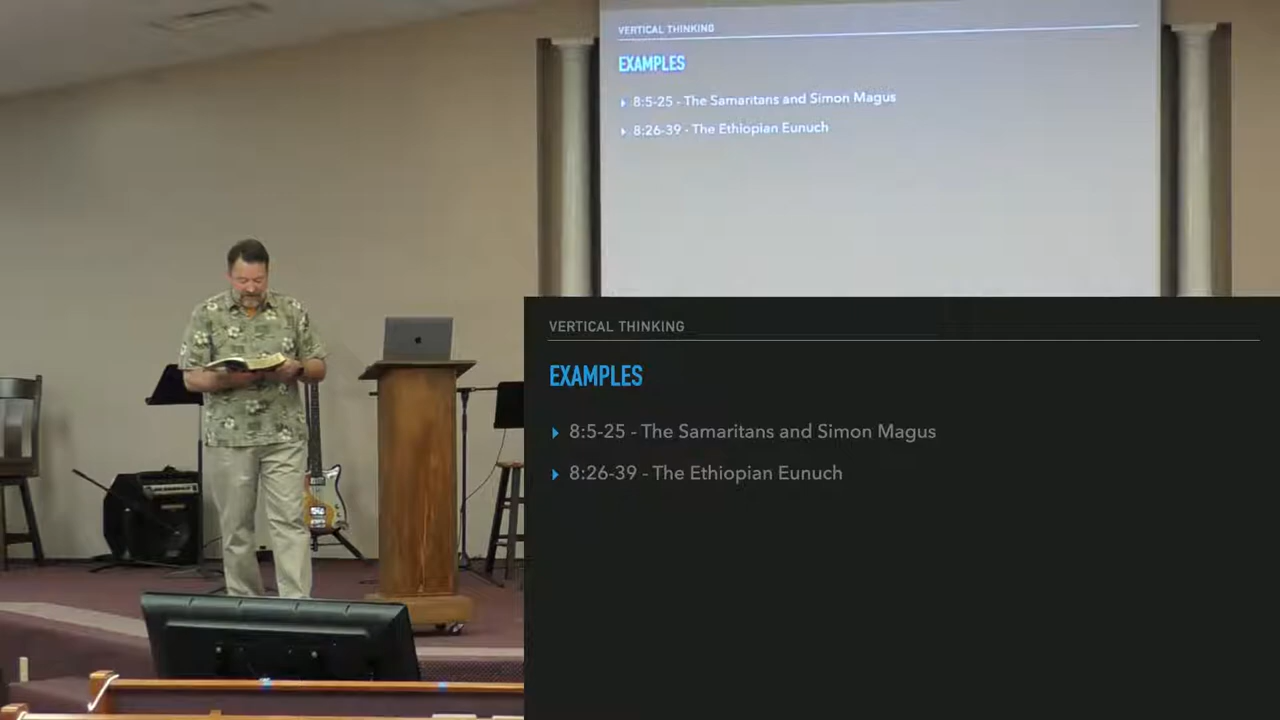 VERTICAL THINKING
EXAMPLES
8:5-25 - The Samaritans and Simon Magus
8:26-39 - The Ethiopian Eunuch
VERTICAL THINKING
EXAMPLES
8:5-25 - The Samaritans and Simon Magus
8:26-39 - The Ethiopian Eunuch